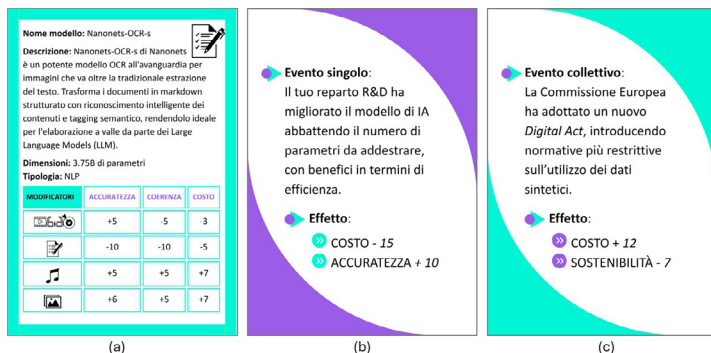 Nome modello: Nanonets-OCR-s
Descrizione: Nanonets-OCR-s di Nanonets
è un potente modello OCR all'avanguardia per
immagini che va oltre la tradizionale estrazione
del testo. Trasforma i documenti in markdown
strutturato con riconoscimento intelligente dei
contenuti e tagging semantico, rendendolo ideale
per l'elaborazione a valle da parte dei Large
Language Models (LLM).
Dimensioni: 3.75B di parametri
Tipologia: NLP
MODIFICATORI ACCURATEZZA COERENZA COSTO
+5 -5 -3
-10 -10 -5
+5 +5 +7
+6 +5 +7
(a)
Evento singolo:
Il tuo reparto R&D ha
migliorato il modello di IA
abbattendo il numero di
parametri da addestrare,
con benefici in termini di
efficienza.
Effetto:
COSTO - 15
ACCURATEZZA + 10
(b)
Evento collettivo:
La Commissione Europea
ha adottato un nuovo
Digital Act, introducendo
normative più restrittive
sull'utilizzo dei dati
sintetici.
Effetto:
COSTO + 12
SOSTENIBILITÀ - 7
(c)